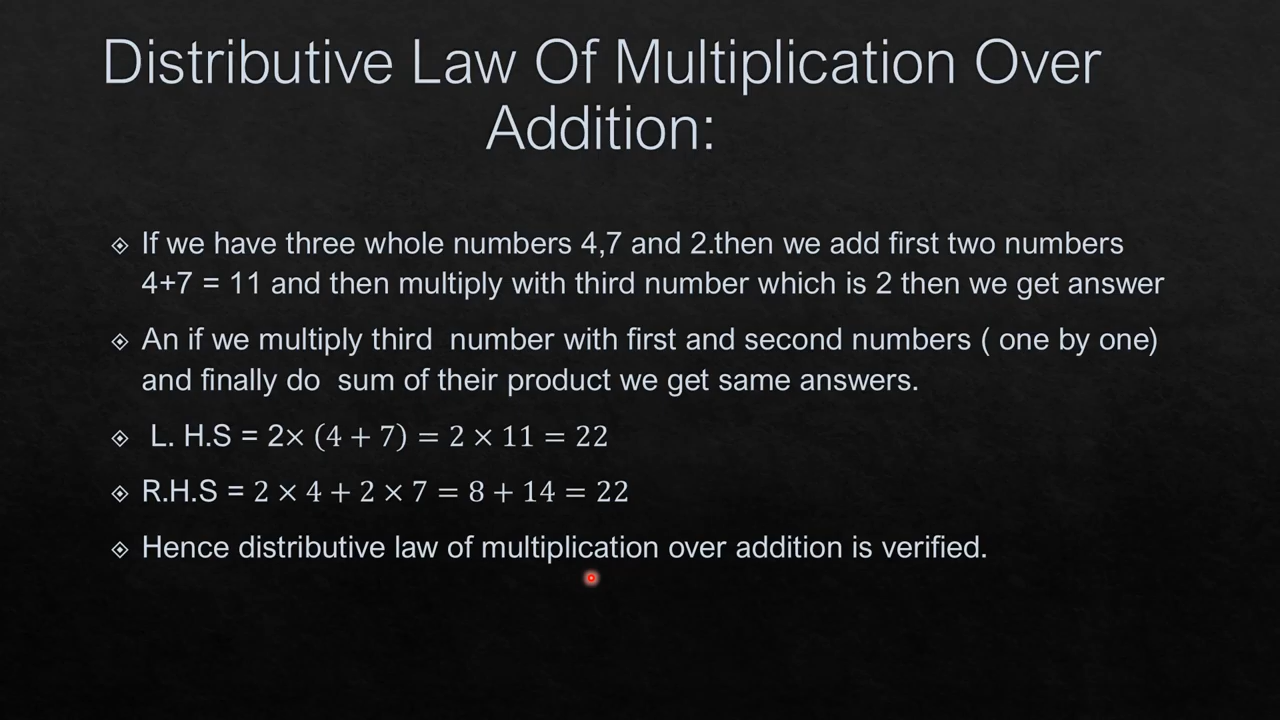 Distributive Law Of Multiplication Over
Addition:
If we have three whole numbers 4,7 and 2.then we add first two numbers
4+7 = 11 and then multiply with third number which is 2 then we get answer
An if we multiply third  number with first and second numbers ( one by one)
and finally do  sum of their product we get same answers.
L. H.S = 2× (4 + 7) = 2 × 11 = 22
R.H.S = 2 × 4 + 2 × 7 = 8 + 14 = 22
Hence distributive law of multiplication over addition is verified.